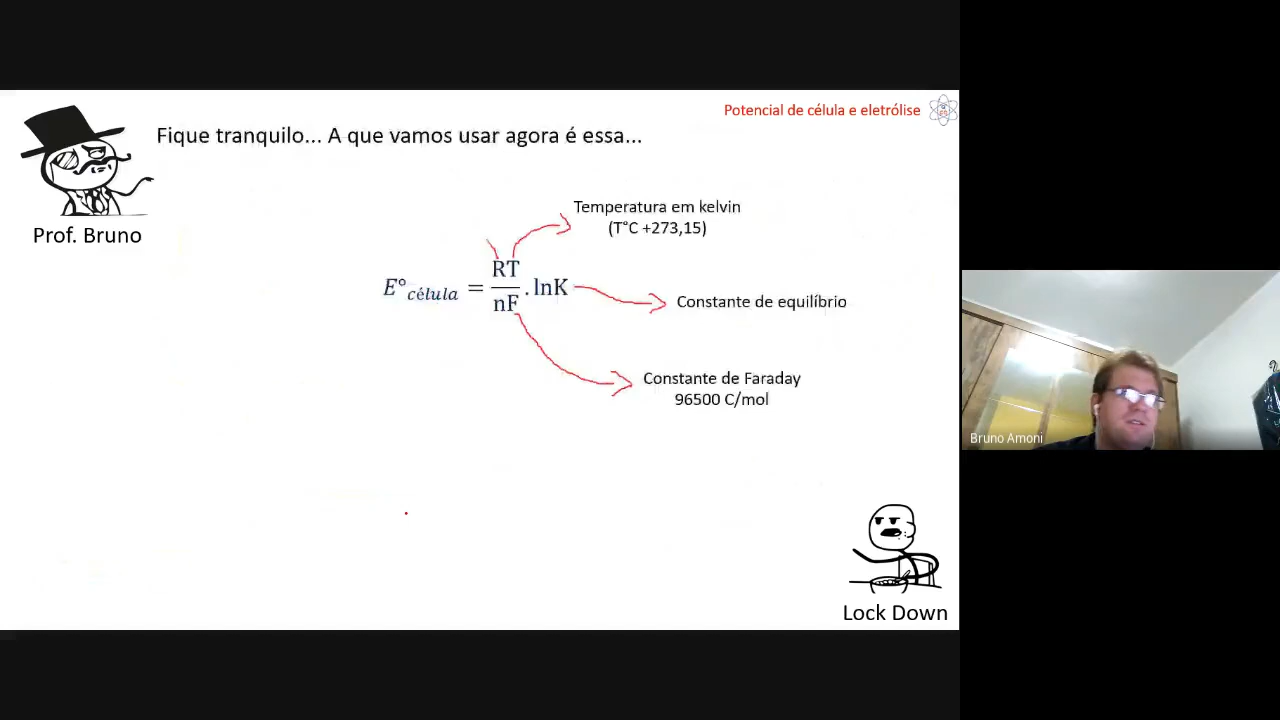 Potencial de célula e eletrólise
Fique tranquilo... A que vamos usar agora é essa...
Prof. Bruno
Temperatura em kelvin
(T°C +273,15)
E°célula = RT/nF . lnK
Constante de equilíbrio
Constante de Faraday
96500 C/mol
Bruno Amoni
Lock Down